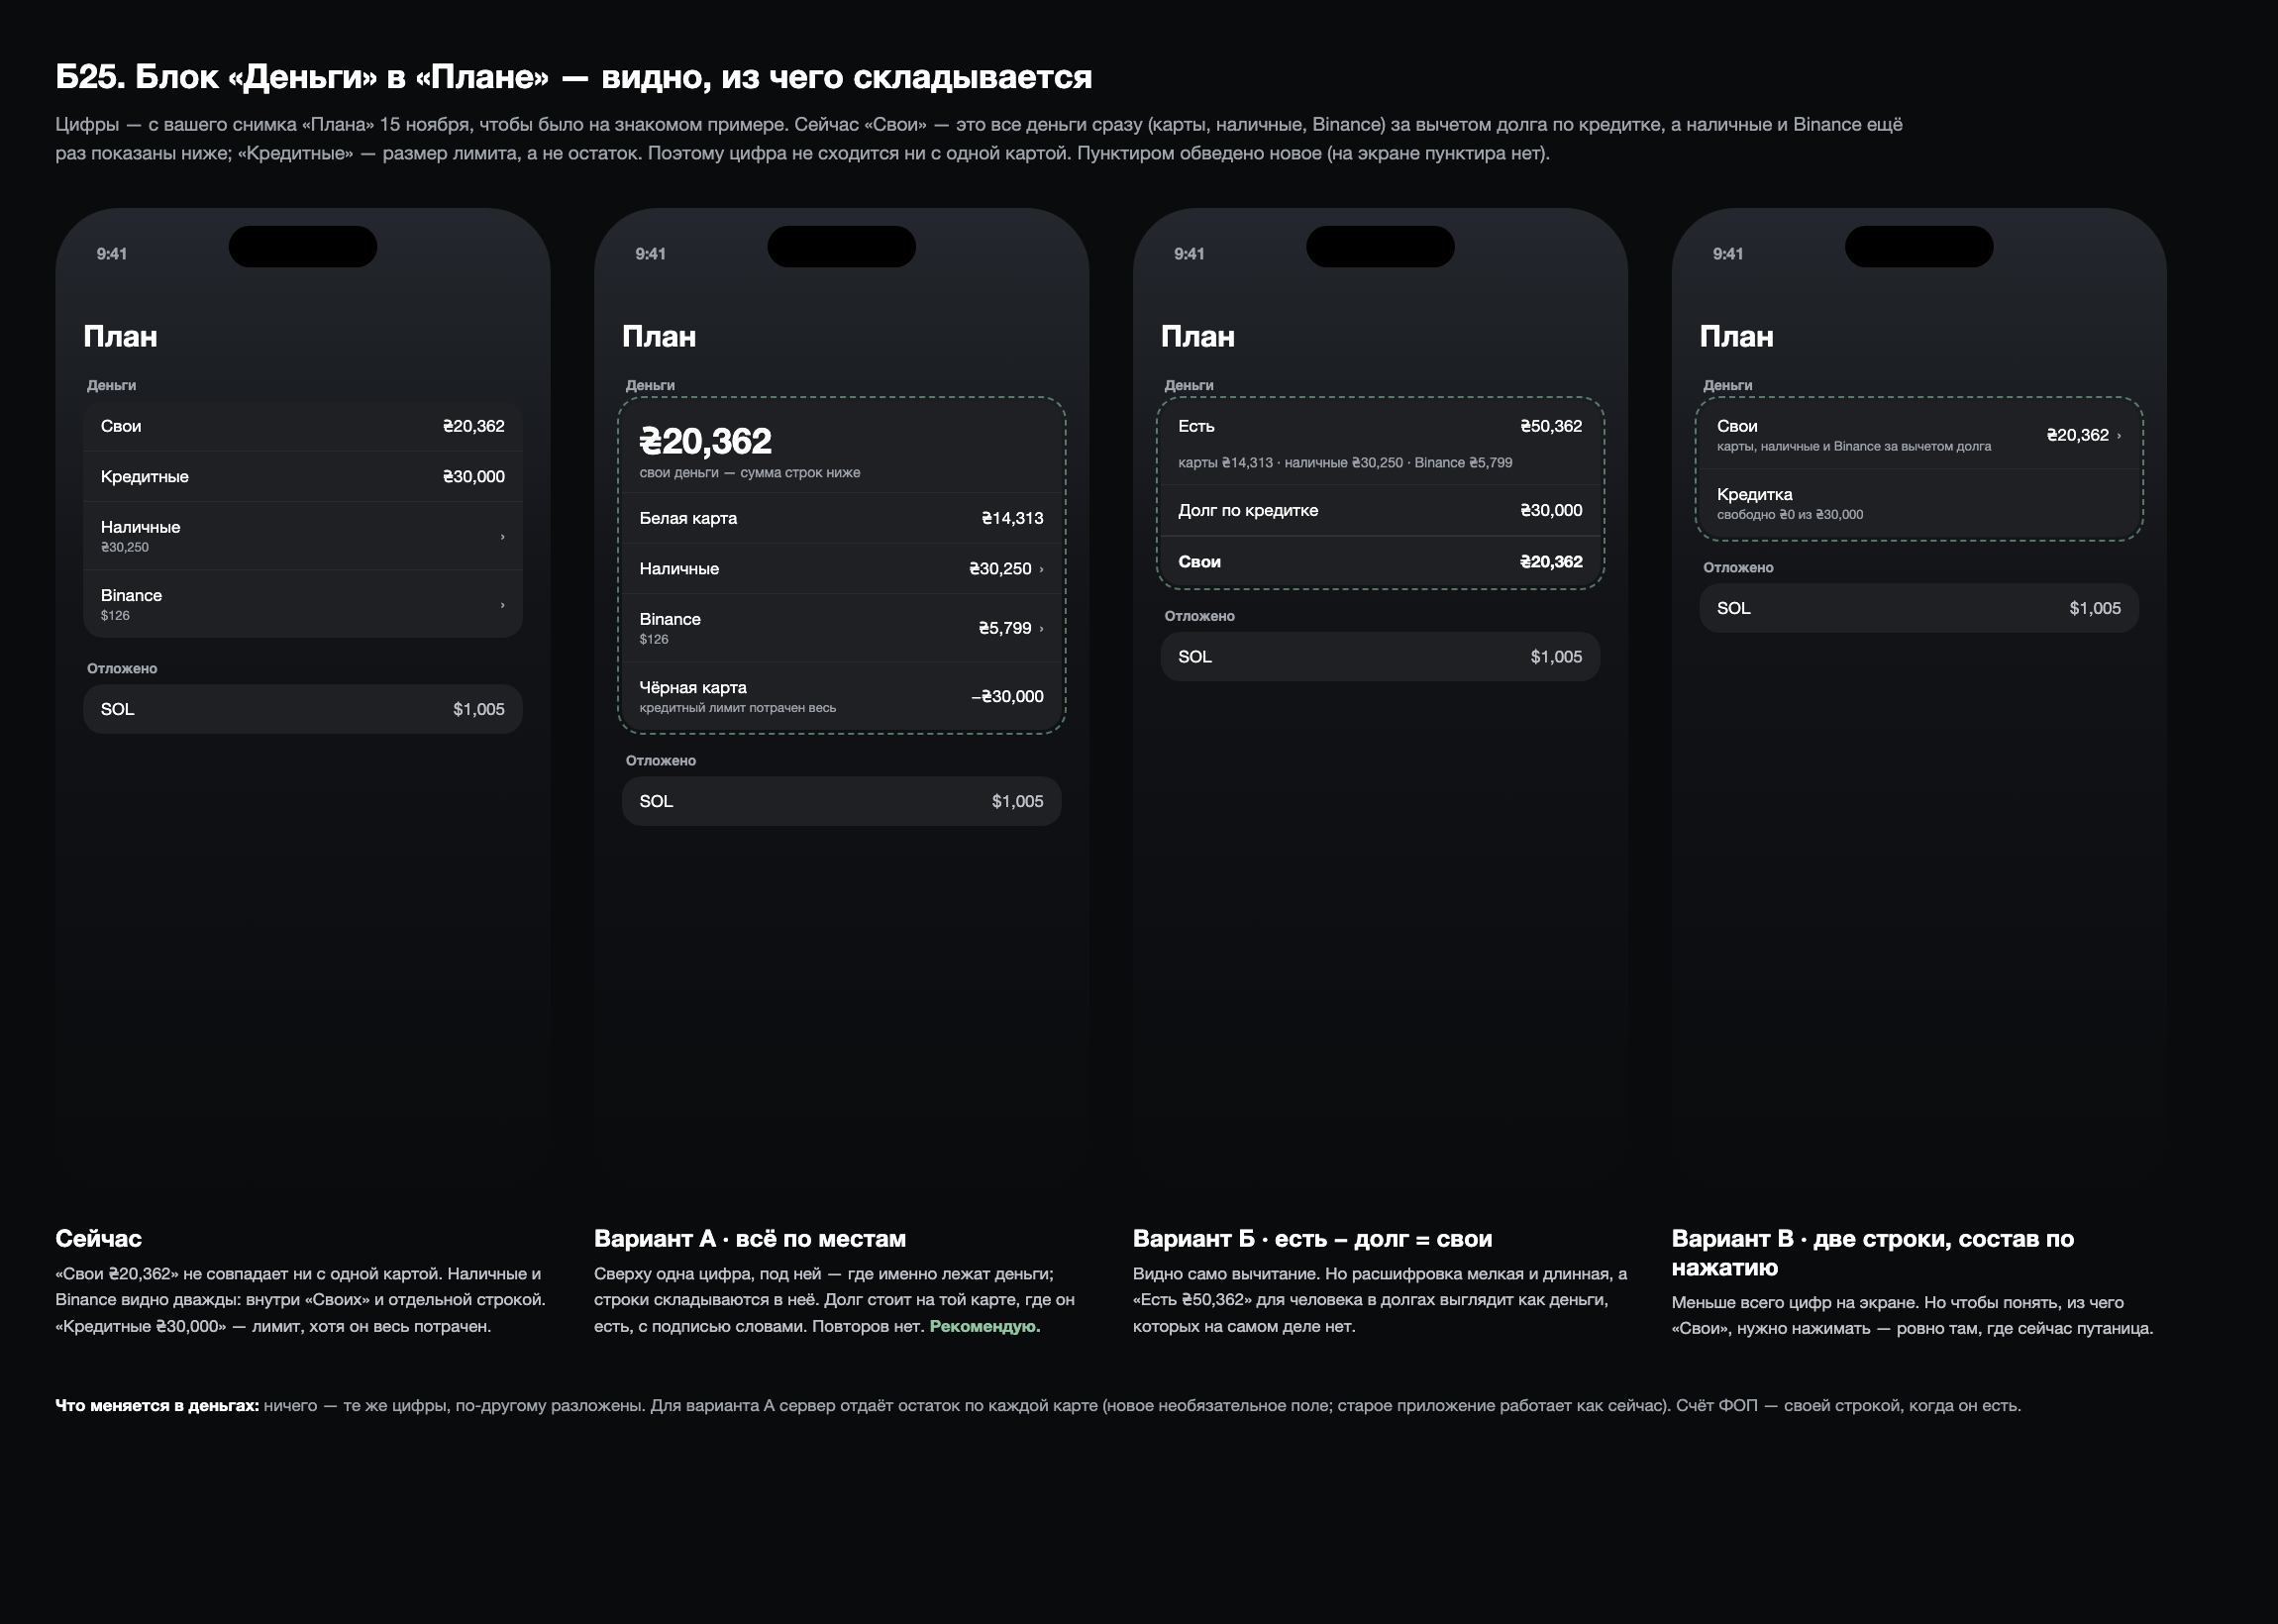 Б25. Блок «Деньги» в «Плане» — видно, из чего складывается
Цифры — с вашего снимка «Плана» 15 ноября, чтобы было на знакомом примере. Сейчас «Свои» — это все деньги сразу (карты, наличные, Binance) за вычетом долга по кредитке, а наличные и Binance ещё
раз показаны ниже; «Кредитные» — размер лимита, а не остаток. Поэтому цифра не сходится ни с одной картой. Пунктиром обведено новое (на экране пунктира нет).
9:41
План
Деньги
Свои ₴20,362
Кредитные ₴30,000
Наличные
₴30,250 ›
Binance
$126 ›
Отложено
SOL $1,005
9:41
План
Деньги
₴20,362
свои деньги — сумма строк ниже
Белая карта ₴14,313
Наличные ₴30,250 ›
Binance ₴5,799 ›
$126
Чёрная карта –₴30,000
кредитный лимит потрачен весь
Отложено
SOL $1,005
9:41
План
Деньги
Есть ₴50,362
карты ₴14,313 · наличные ₴30,250 · Binance ₴5,799
Долг по кредитке ₴30,000
Свои ₴20,362
Отложено
SOL $1,005
9:41
План
Деньги
Свои ₴20,362 ›
карты, наличные и Binance за вычетом долга
Кредитка
свободно ₴0 из ₴30,000
Отложено
SOL $1,005
Сейчас
«Свои ₴20,362» не совпадает ни с одной картой. Наличные и
Binance видно дважды: внутри «Своих» и отдельной строкой.
«Кредитные ₴30,000» — лимит, хотя он весь потрачен.
Вариант А · всё по местам
Сверху одна цифра, под ней — где именно лежат деньги;
строки складываются в неё. Долг стоит на той карте, где он
есть, с подписью словами. Повторов нет. Рекомендую.
Вариант Б · есть – долг = свои
Видно само вычитание. Но расшифровка мелкая и длинная, а
«Есть ₴50,362» для человека в долгах выглядит как деньги,
которых на самом деле нет.
Вариант В · две строки, состав по
нажатию
Меньше всего цифр на экране. Но чтобы понять, из чего
«Свои», нужно нажимать — ровно там, где сейчас путаница.
Что меняется в деньгах: ничего — те же цифры, по-другому разложены. Для варианта А сервер отдаёт остаток по каждой карте (новое необязательное поле; старое приложение работает как сейчас). Счёт ФОП — своей строкой, когда он есть.